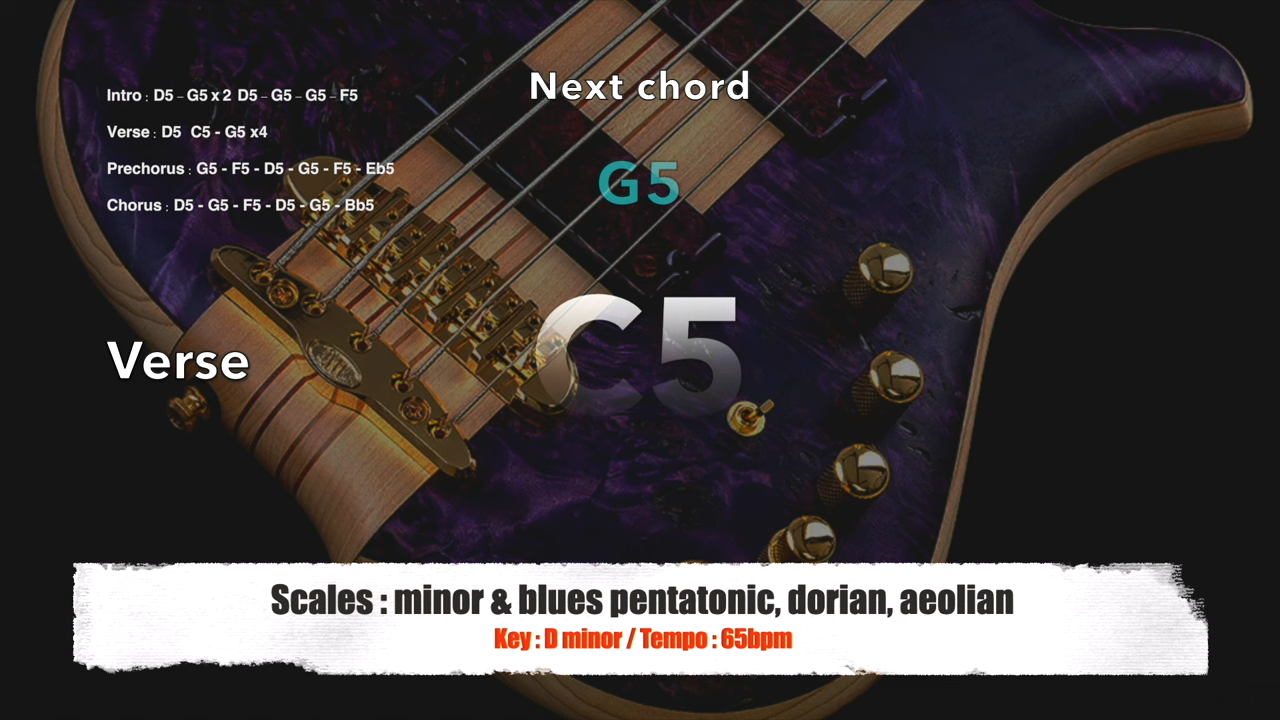 Next chord
Intro : D5 – G5 x 2 D5 – G5 – G5 – F5
Verse : D5 C5 - G5 x4
Prechorus : G5 - F5 - D5 - G5 - F5 - Eb5
Chorus : D5 - G5 - F5 - D5 - G5 - Bb5
G5
C5
Verse
Scales : minor & blues pentatonic, dorian, aeolian
Key : D minor / Tempo : 65bpm